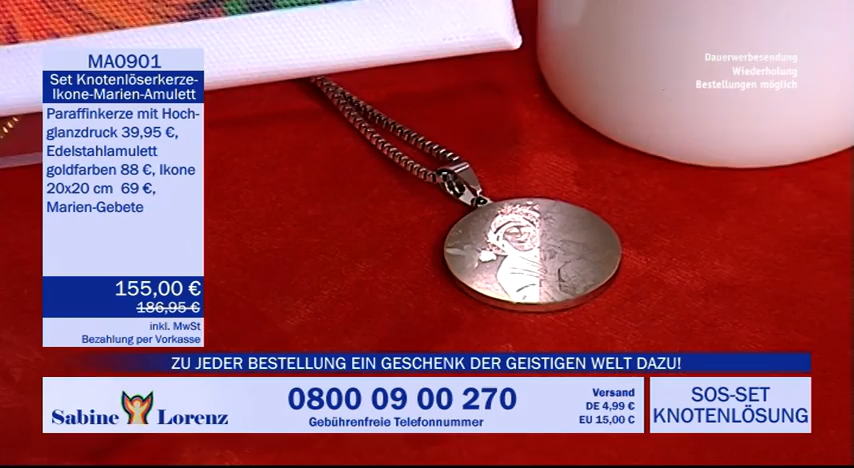 MA0901
Set Knotenlöserkerze-
Ikone-Marien-Amulett
Paraffinkerze mit Hoch-
glanzdruck 39,95 €,
Edelstahlamulett
goldfarben 88 €, Ikone
20x20 cm 69 €,
Marien-Gebete
155,00 €
186,95 €
inkl. MwSt
Bezahlung per Vorkasse
Dauerwerbesendung
Wiederholung
Bestellungen möglich
ZU JEDER BESTELLUNG EIN GESCHENK DER GEISTIGEN WELT DAZU!
Sabine Lorenz
0800 09 00 270
Gebührenfreie Telefonnummer
Versand
DE 4,99 €
EU 15,00 €
SOS-SET
KNOTENLÖSUNG